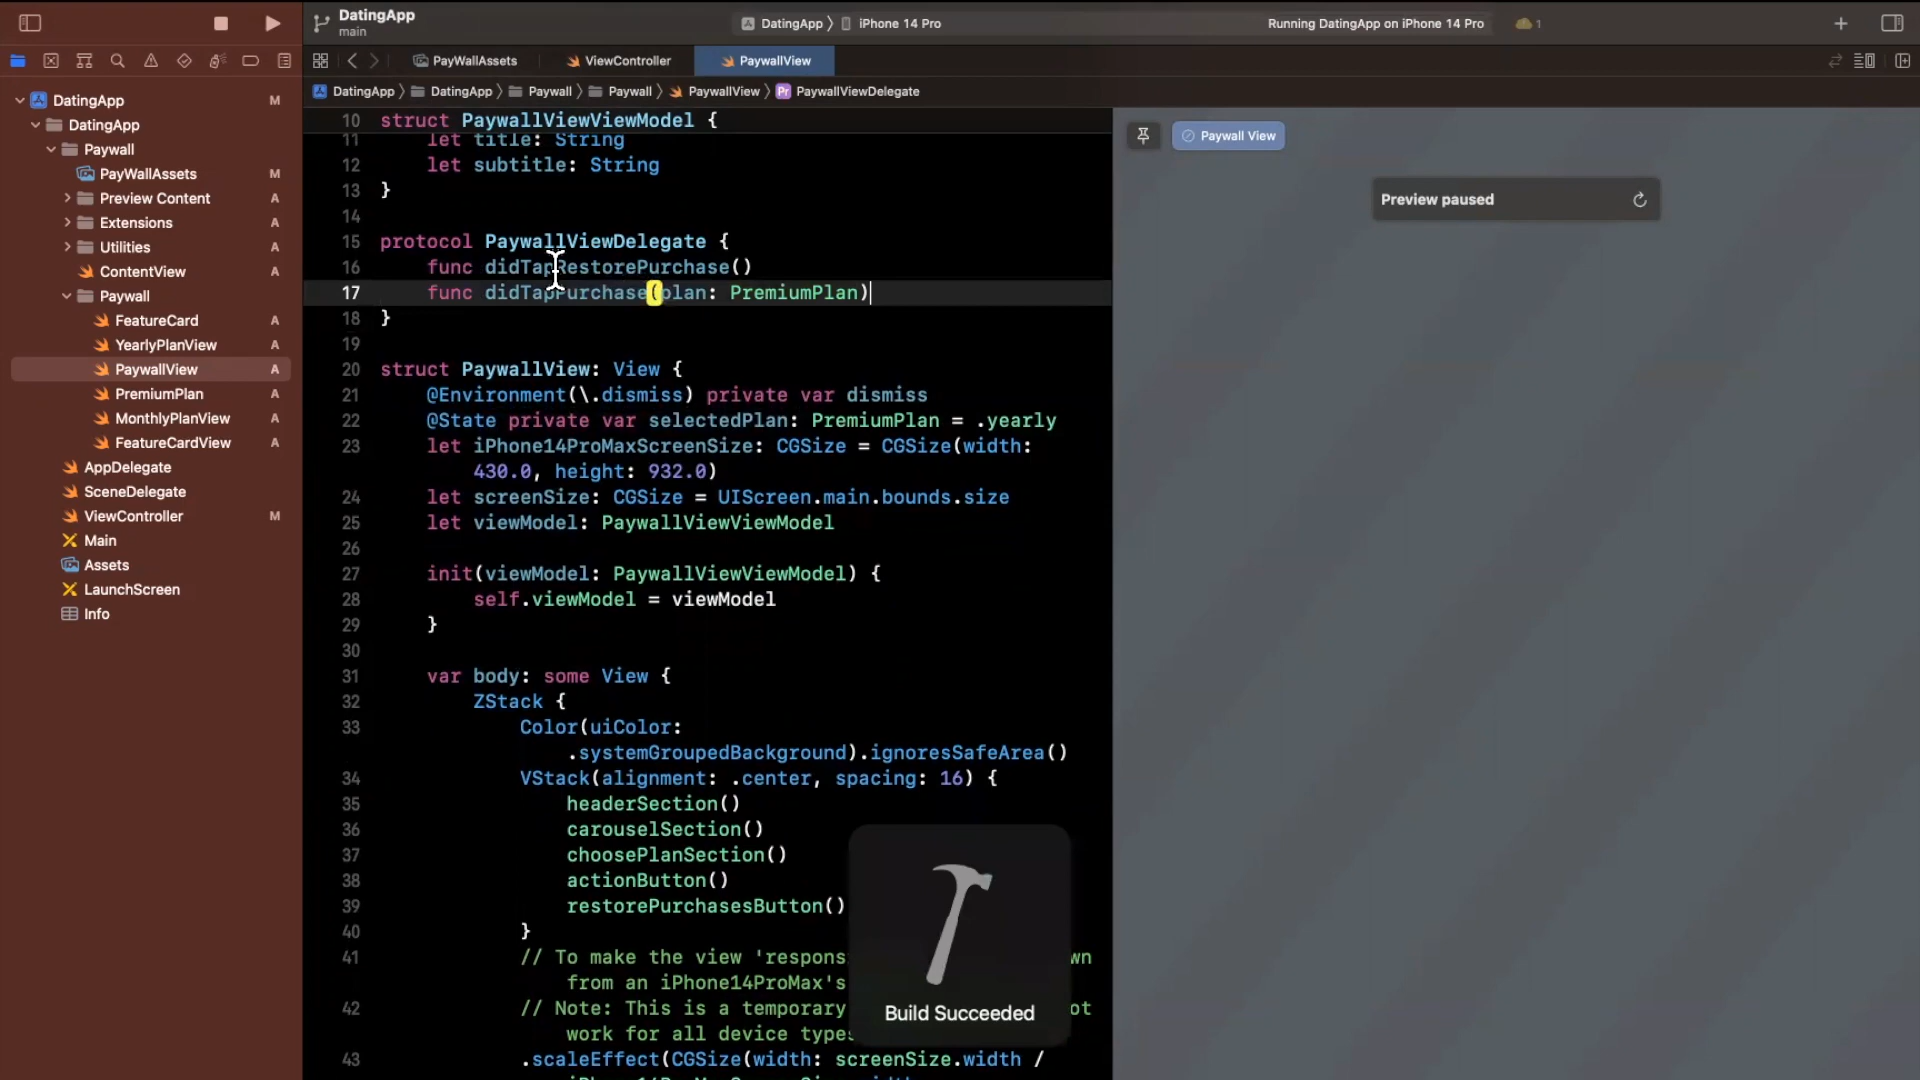 DatingApp
main
DatingApp
iPhone 14 Pro
Running DatingApp on iPhone 14 Pro
1
PayWallAssets
ViewController
PaywallView
DatingApp
DatingApp
Paywall
Paywall
PaywallView
Pr
PaywallViewDelegate
DatingApp M
DatingApp
Paywall
PayWallAssets M
Preview Content A
Extensions A
Utilities A
ContentView A
Paywall
FeatureCard A
YearlyPlanView A
PaywallView A
PremiumPlan A
MonthlyPlanView A
FeatureCardView A
AppDelegate
SceneDelegate
ViewController M
Main
Assets
LaunchScreen
Info
10 struct PaywallViewViewModel {
11 let title: String
12 let subtitle: String
13 }
14
15 protocol PaywallViewDelegate {
16 func didTapRestorePurchase()
17 func didTapPurchase(plan: PremiumPlan)
18 }
19
20 struct PaywallView: View {
21 @Environment(\.dismiss) private var dismiss
22 @State private var selectedPlan: PremiumPlan = .yearly
23 let iPhone14ProMaxScreenSize: CGSize = CGSize(width:
430.0, height: 932.0)
24 let screenSize: CGSize = UIScreen.main.bounds.size
25 let viewModel: PaywallViewViewModel
26
27 init(viewModel: PaywallViewViewModel) {
28 self.viewModel = viewModel
29 }
30
31 var body: some View {
32 ZStack {
33 Color(uiColor:
.systemGroupedBackground).ignoresSafeArea()
34 VStack(alignment: .center, spacing: 16) {
35 headerSection()
36 carouselSection()
37 choosePlanSection()
38 actionButton()
39 restorePurchasesButton()
40 }
41 // To make the view 'respons wn
from an iPhone14ProMax's
42 // Note: This is a temporary ot
work for all device types
43 .scaleEffect(CGSize(width: screenSize.width /
Build Succeeded
Paywall View
Preview paused